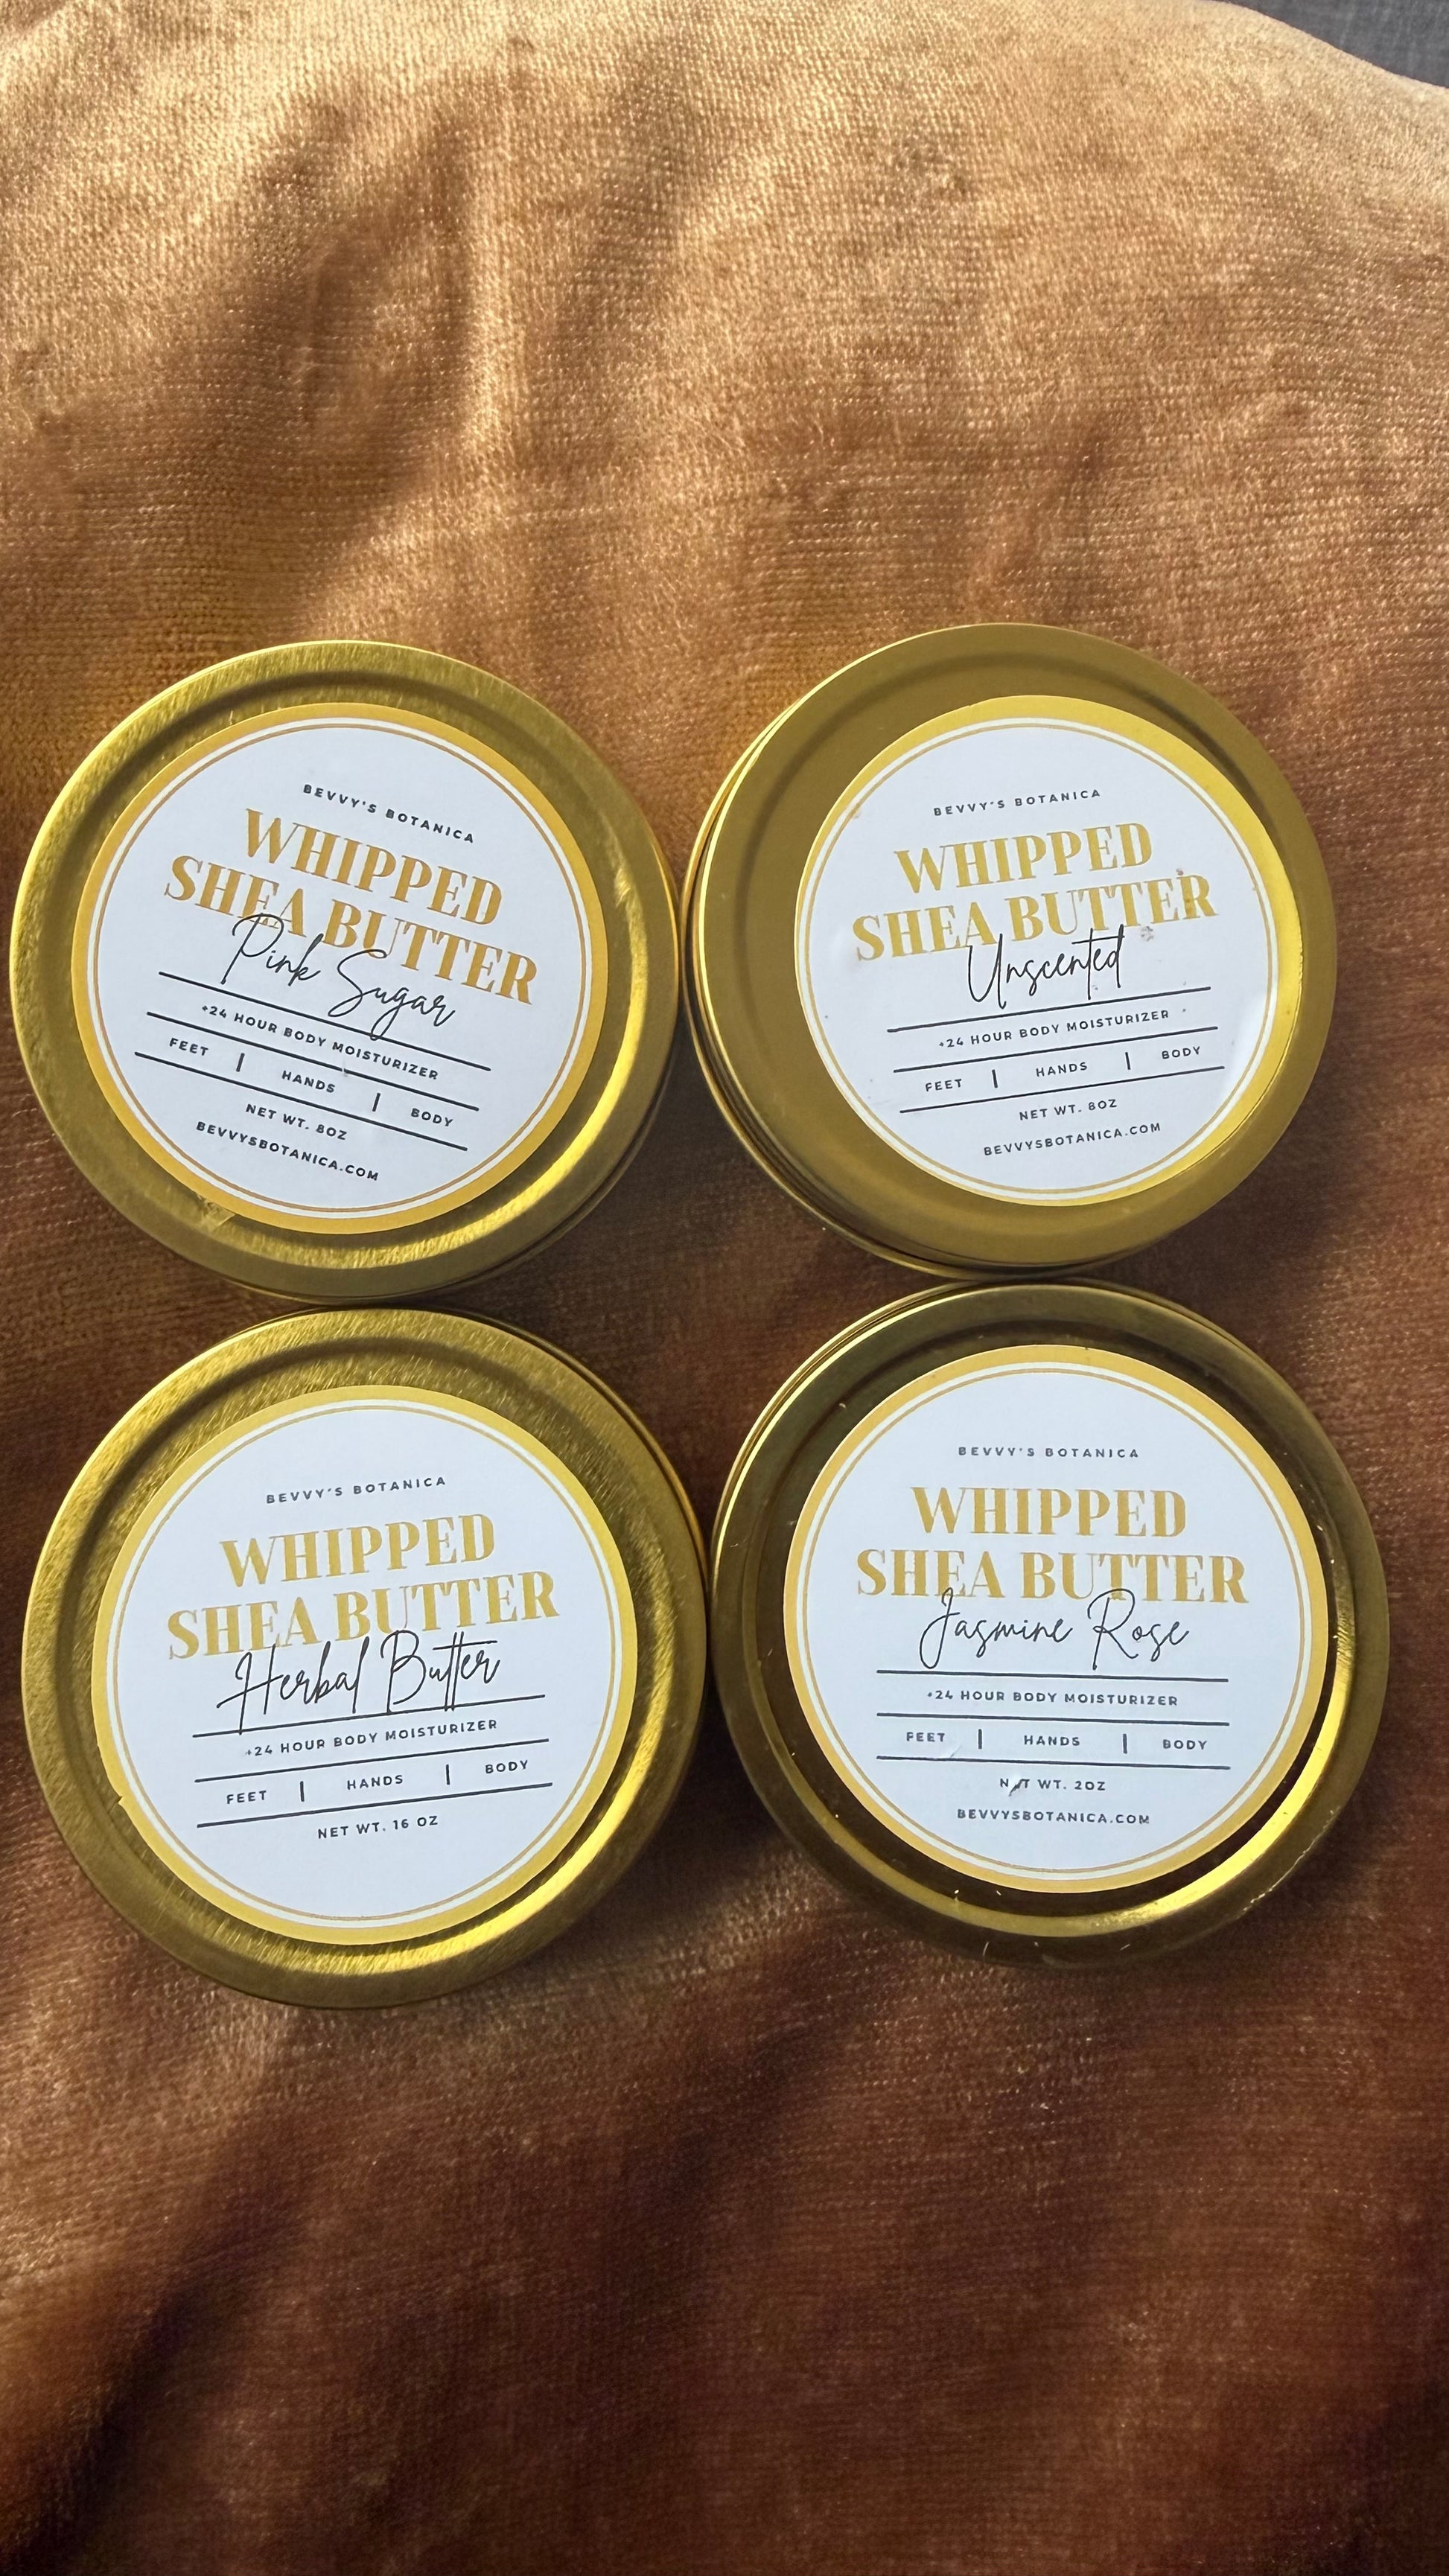 BEVVY'S BOTANICA
WHIPPED
SHEA BUTTER
Pink Sugar
+24 HOUR BODY MOISTURIZER
FEET | HANDS | BODY
NET WT. 8OZ
BEVVYSBOTANICA.COM
BEVVY'S BOTANICA
WHIPPED
SHEA BUTTER
Unscented
+24 HOUR BODY MOISTURIZER
FEET | HANDS | BODY
NET WT. 8OZ
BEVVYSBOTANICA.COM
BEVVY'S BOTANICA
WHIPPED
SHEA BUTTER
Herbal Butter
+24 HOUR BODY MOISTURIZER
FEET | HANDS | BODY
NET WT. 16 OZ
BEVVY'S BOTANICA
WHIPPED
SHEA BUTTER
Jasmine Rose
+24 HOUR BODY MOISTURIZER
FEET | HANDS | BODY
NET WT. 2OZ
BEVVYSBOTANICA.COM